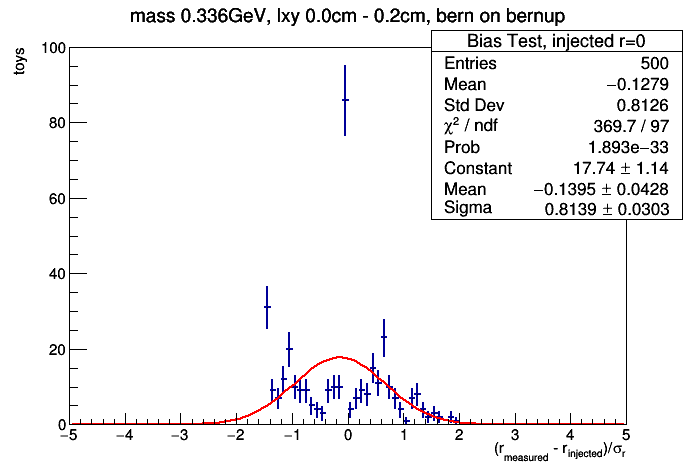 mass 0.336GeV, lxy 0.0cm - 0.2cm, bern on bernup
Bias Test, injected r=0
Entries 500
Mean −0.1279
Std Dev 0.8126
χ² / ndf 369.7 / 97
Prob 1.893e−33
Constant 17.74 ± 1.14
Mean −0.1395 ± 0.0428
Sigma 0.8139 ± 0.0303
toys
100
80
60
40
20
0
−5 −4 −3 −2 −1 0 1 2 3 4 5
(r_measured - r_injected)/σ_r